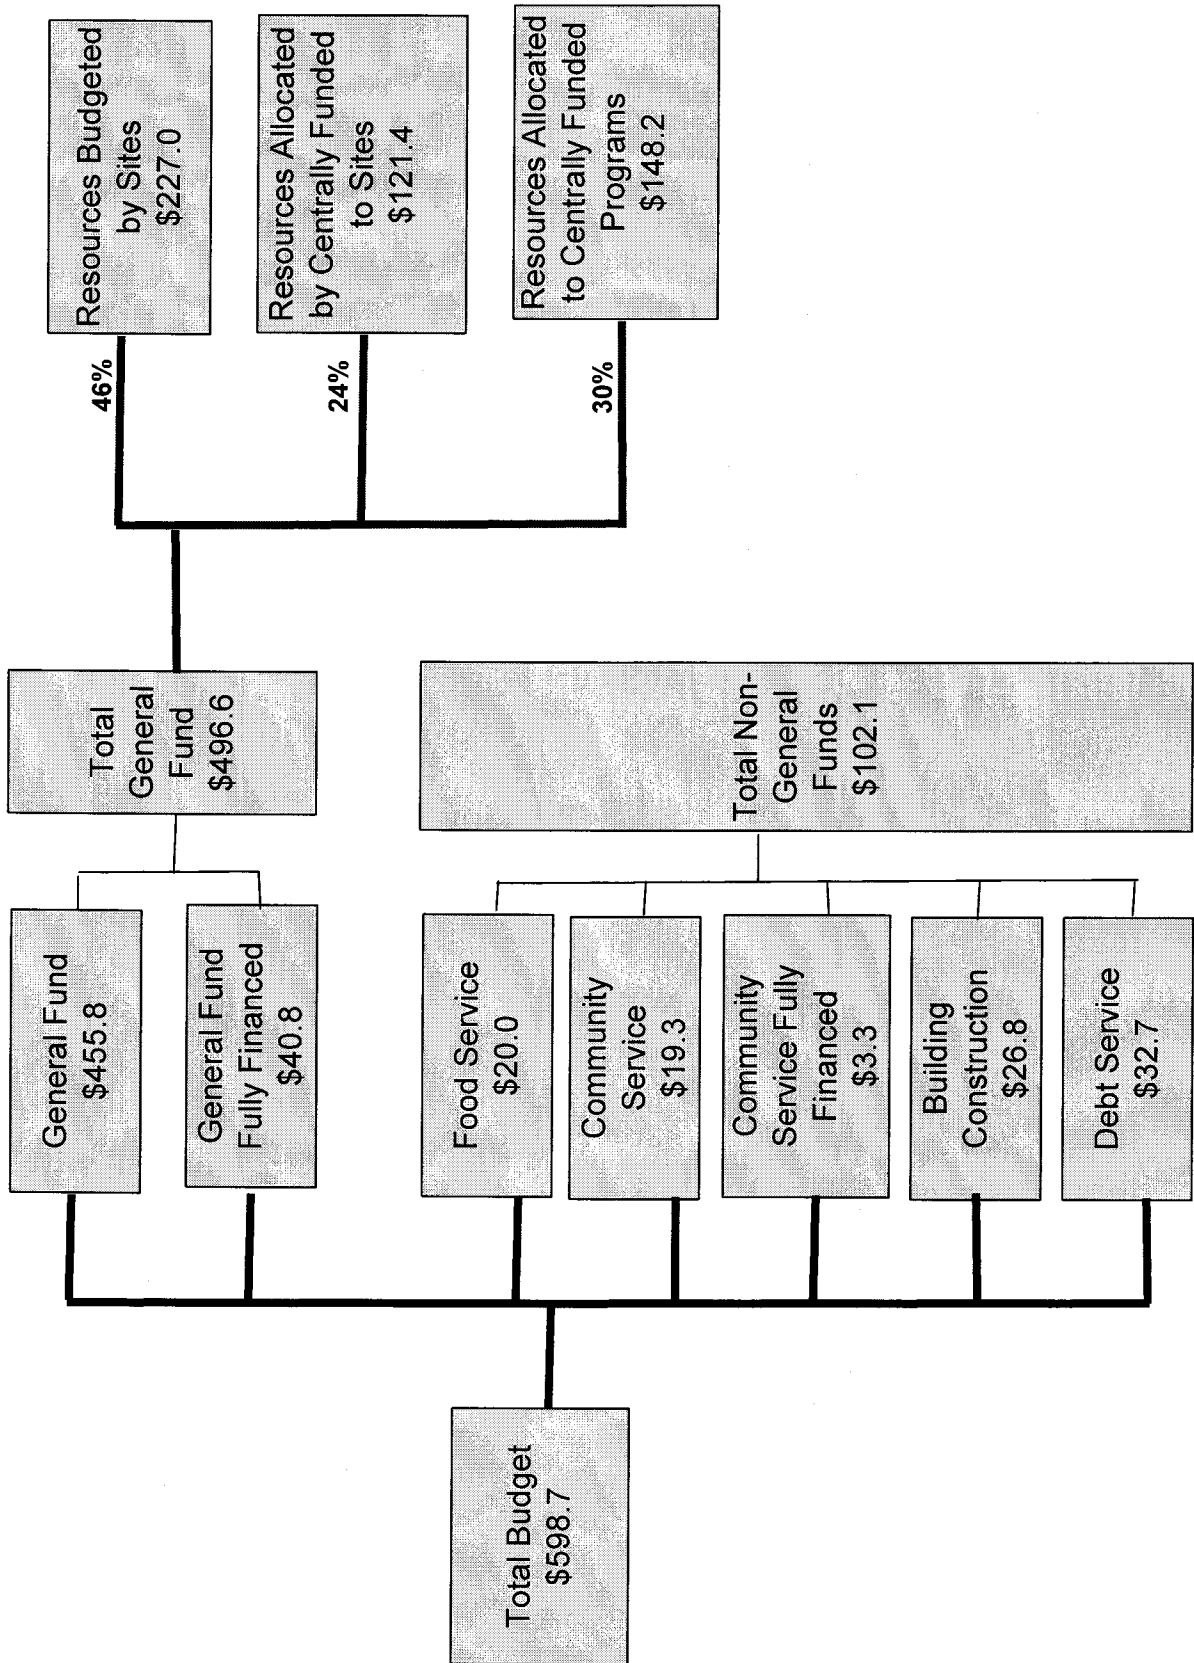 Total Budget
$598.7
General Fund
$455.8
General Fund
Fully Financed
$40.8
Food Service
$20.0
Community
Service
$19.3
Community
Service Fully
Financed
$3.3
Building
Construction
$26.8
Debt Service
$32.7
Total
General
Fund
$496.6
Total Non-
General
Funds
$102.1
46%
24%
30%
Resources Budgeted
by Sites
$227.0
Resources Allocated
by Centrally Funded
to Sites
$121.4
Resources Allocated
to Centrally Funded
Programs
$148.2